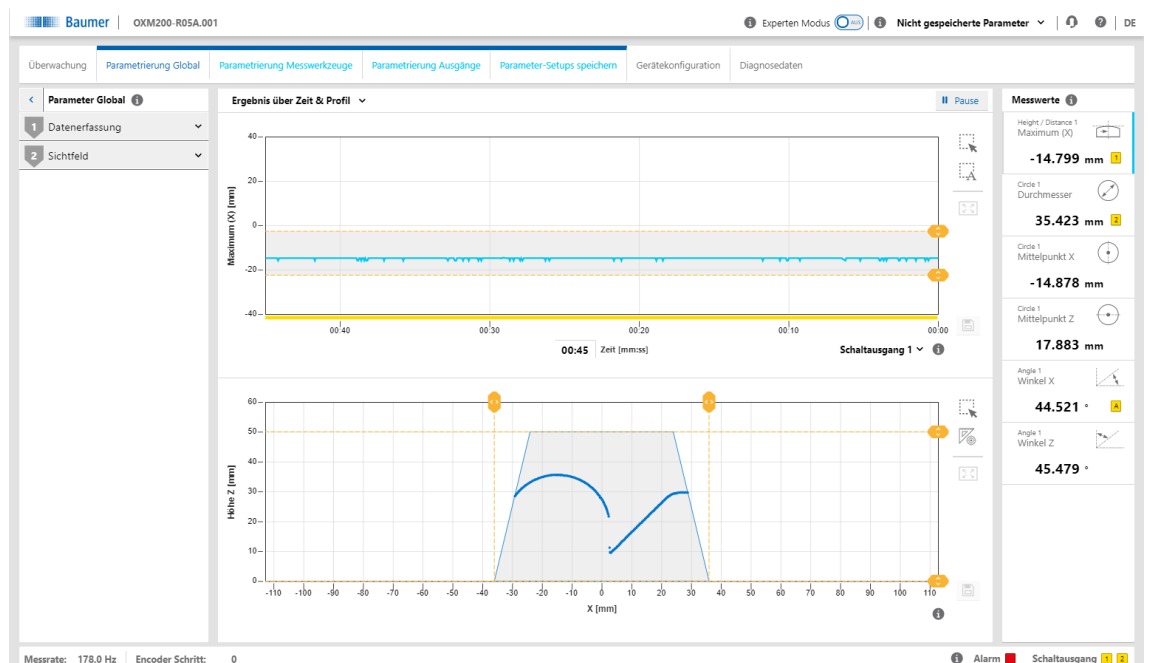 Baumer OXM200-R05A.001
Experten Modus AUS Nicht gespeicherte Parameter DE
Überwachung Parametrierung Global Parametrierung Messwerkzeuge Parametrierung Ausgänge Parameter-Setups speichern Gerätekonfiguration Diagnosedaten
Parameter Global
1 Datenerfassung
2 Sichtfeld
Ergebnis über Zeit & Profil
Pause
Maximum (X) [mm]
40
20
0
-20
-40
00:40 00:30 00:20 00:10 00:00
00:45 Zeit [mm:ss]
Schaltausgang 1
Höhe Z [mm]
60
50
40
30
20
10
0
-110 -100 -90 -80 -70 -60 -50 -40 -30 -20 -10 0 10 20 30 40 50 60 70 80 90 100 110
X [mm]
Messwerte
Height / Distance 1
Maximum (X)
-14.799 mm 1
Circle 1
Durchmesser
35.423 mm 2
Circle 1
Mittelpunkt X
-14.878 mm
Circle 1
Mittelpunkt Z
17.883 mm
Angle 1
Winkel X
44.521 ° A
Angle 1
Winkel Z
45.479 °
Messrate: 178.0 Hz Encoder Schritt: 0
Alarm Schaltausgang 1 2